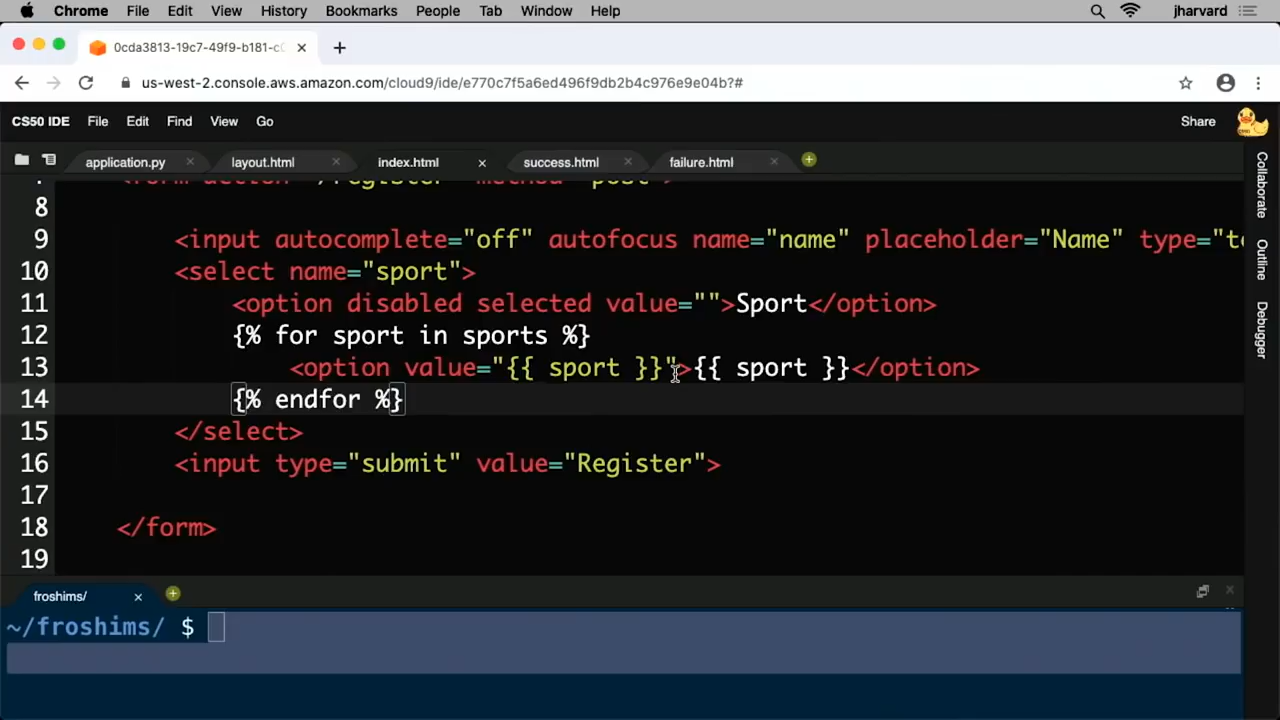 Chrome File Edit View History Bookmarks People Tab Window Help jharvard
0cda3813-19c7-49f9-b181-c
us-west-2.console.aws.amazon.com/cloud9/ide/e770c7f5a6ed496f9db2b4c976e9e04b?#
CS50 IDE File Edit Find View Go Share
application.py layout.html index.html success.html failure.html
8
9 <input autocomplete="off" autofocus name="name" placeholder="Name" type="te
10 <select name="sport">
11 <option disabled selected value="">Sport</option>
12 {% for sport in sports %}
13 <option value="{{ sport }}">{{ sport }}</option>
14 {% endfor %}
15 </select>
16 <input type="submit" value="Register">
17
18 </form>
19
Collaborate
Outline
Debugger
froshims/
~/froshims/ $